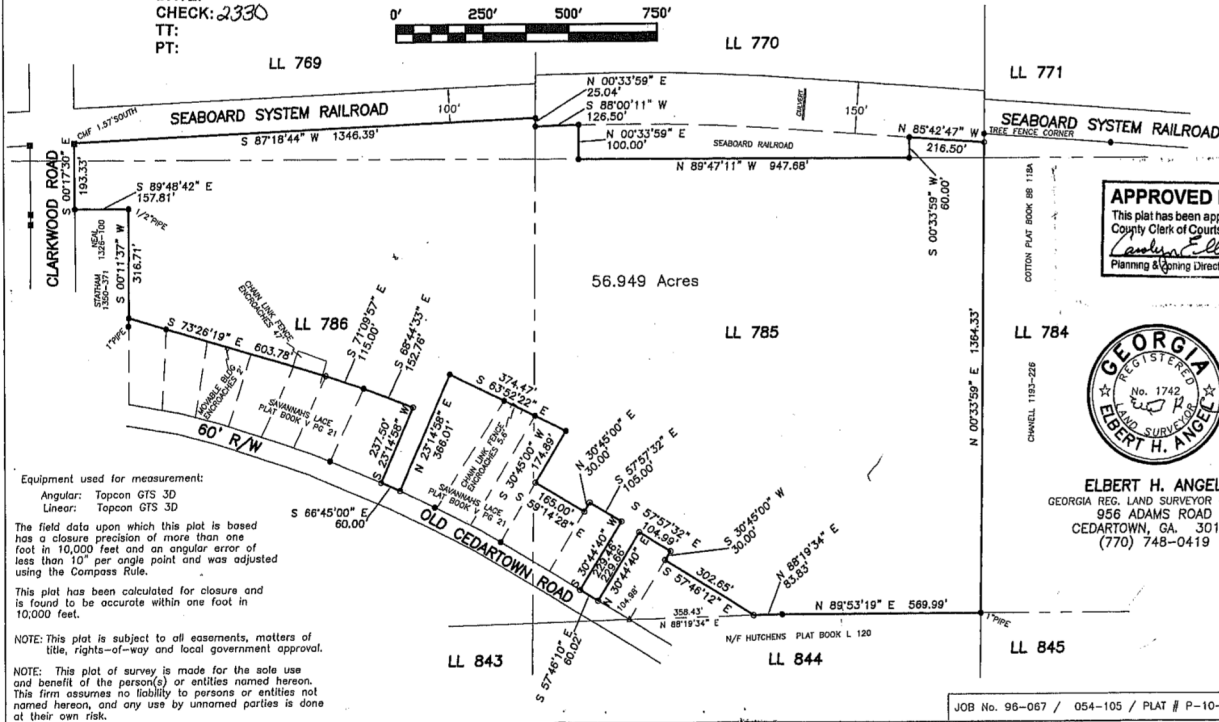 CHECK: 2330
TT:
PT:
0' 250' 500' 750'
LL 769
LL 770
LL 771
CMF 1.57' SOUTH
SEABOARD SYSTEM RAILROAD
100'
S 87°18'44" W 1346.39'
N 00°33'59" E
25.04'
S 88°00'11" W
126.50'
N 00°33'59" E
100.00'
CULVERT
150'
SEABOARD RAILROAD
N 89°47'11" W 947.68'
N 85°42'47" W
216.50'
TREE FENCE CORNER
SEABOARD SYSTEM RAILROAD
S 00°33'59" W
60.00'
CLARKWOOD ROAD
S 00°17'30" E
193.33'
S 89°48'42" E
157.81'
1/2"PIPE
NEAL
1326-100
STATHAM
1350-371
S 00°11'37" W
316.71'
1"PIPE
COTTON PLAT BOOK BB 118A
APPROVED
This plat has been app
County Clerk of Courts
Planning & Zoning Direct
56.949 Acres
LL 786
LL 785
LL 784
CHAIN LINK FENCE
ENCROACHES 47'
S 73°26'19" E 603.78'
S 71°09'57" E
115.00'
S 68°44'33" E
152.76'
MOVABLE BLDG
ENCROACHES 2'
SAVANNAHS LACE
PLAT BOOK V PG 21
60' R/W
237.50'
S 23°14'58" W
N 23°14'58" E
366.01'
374.47'
S 63°52'22" E
CHAIN LINK FENCE
ENCROACHES 5.6'
SAVANNAHS LACE
PLAT BOOK V PG 21
S 30°45'00" W
174.89'
165.00'
S 59°14'28" E
N 30°45'00" E
30.00'
S 57°57'32" E
105.00'
S 57°57'32" E
104.99'
S 30°45'00" W
30.00'
N 00°33'59" E 1364.33'
CHANELL 1193-226
GEORGIA
REGISTERED
No. 1742
LAND SURVEYOR
ELBERT H. ANGEL
ELBERT H. ANGEL
GEORGIA REG. LAND SURVEYOR
956 ADAMS ROAD
CEDARTOWN, GA. 301
(770) 748-0419
S 66°45'00" E
60.00'
OLD CEDARTOWN ROAD
S 30°44'40" W
229.46'
229.66'
N 30°44'40" E
104.98'
302.65'
S 57°46'12" E
N 88°19'34" E
83.83'
N 89°53'19" E 569.99'
1"PIPE
358.43'
N 88°19'34" E
N/F HUTCHENS PLAT BOOK L 120
S 57°46'10" E
60.02'
LL 843
LL 844
LL 845
Equipment used for measurement:
Angular: Topcon GTS 3D
Linear: Topcon GTS 3D
The field data upon which this plot is based
has a closure precision of more than one
foot in 10,000 feet and an angular error of
less than 10" per angle point and was adjusted
using the Compass Rule.
This plat has been calculated for closure and
is found to be accurate within one foot in
10,000 feet.
NOTE: This plat is subject to all easements, matters of
title, rights-of-way and local government approval.
NOTE: This plot of survey is made for the sole use
and benefit of the person(s) or entities named hereon.
This firm assumes no liability to persons or entities not
named hereon, and any use by unnamed parties is done
at their own risk.
JOB No. 96-067 / 054-105 / PLAT # P-10-